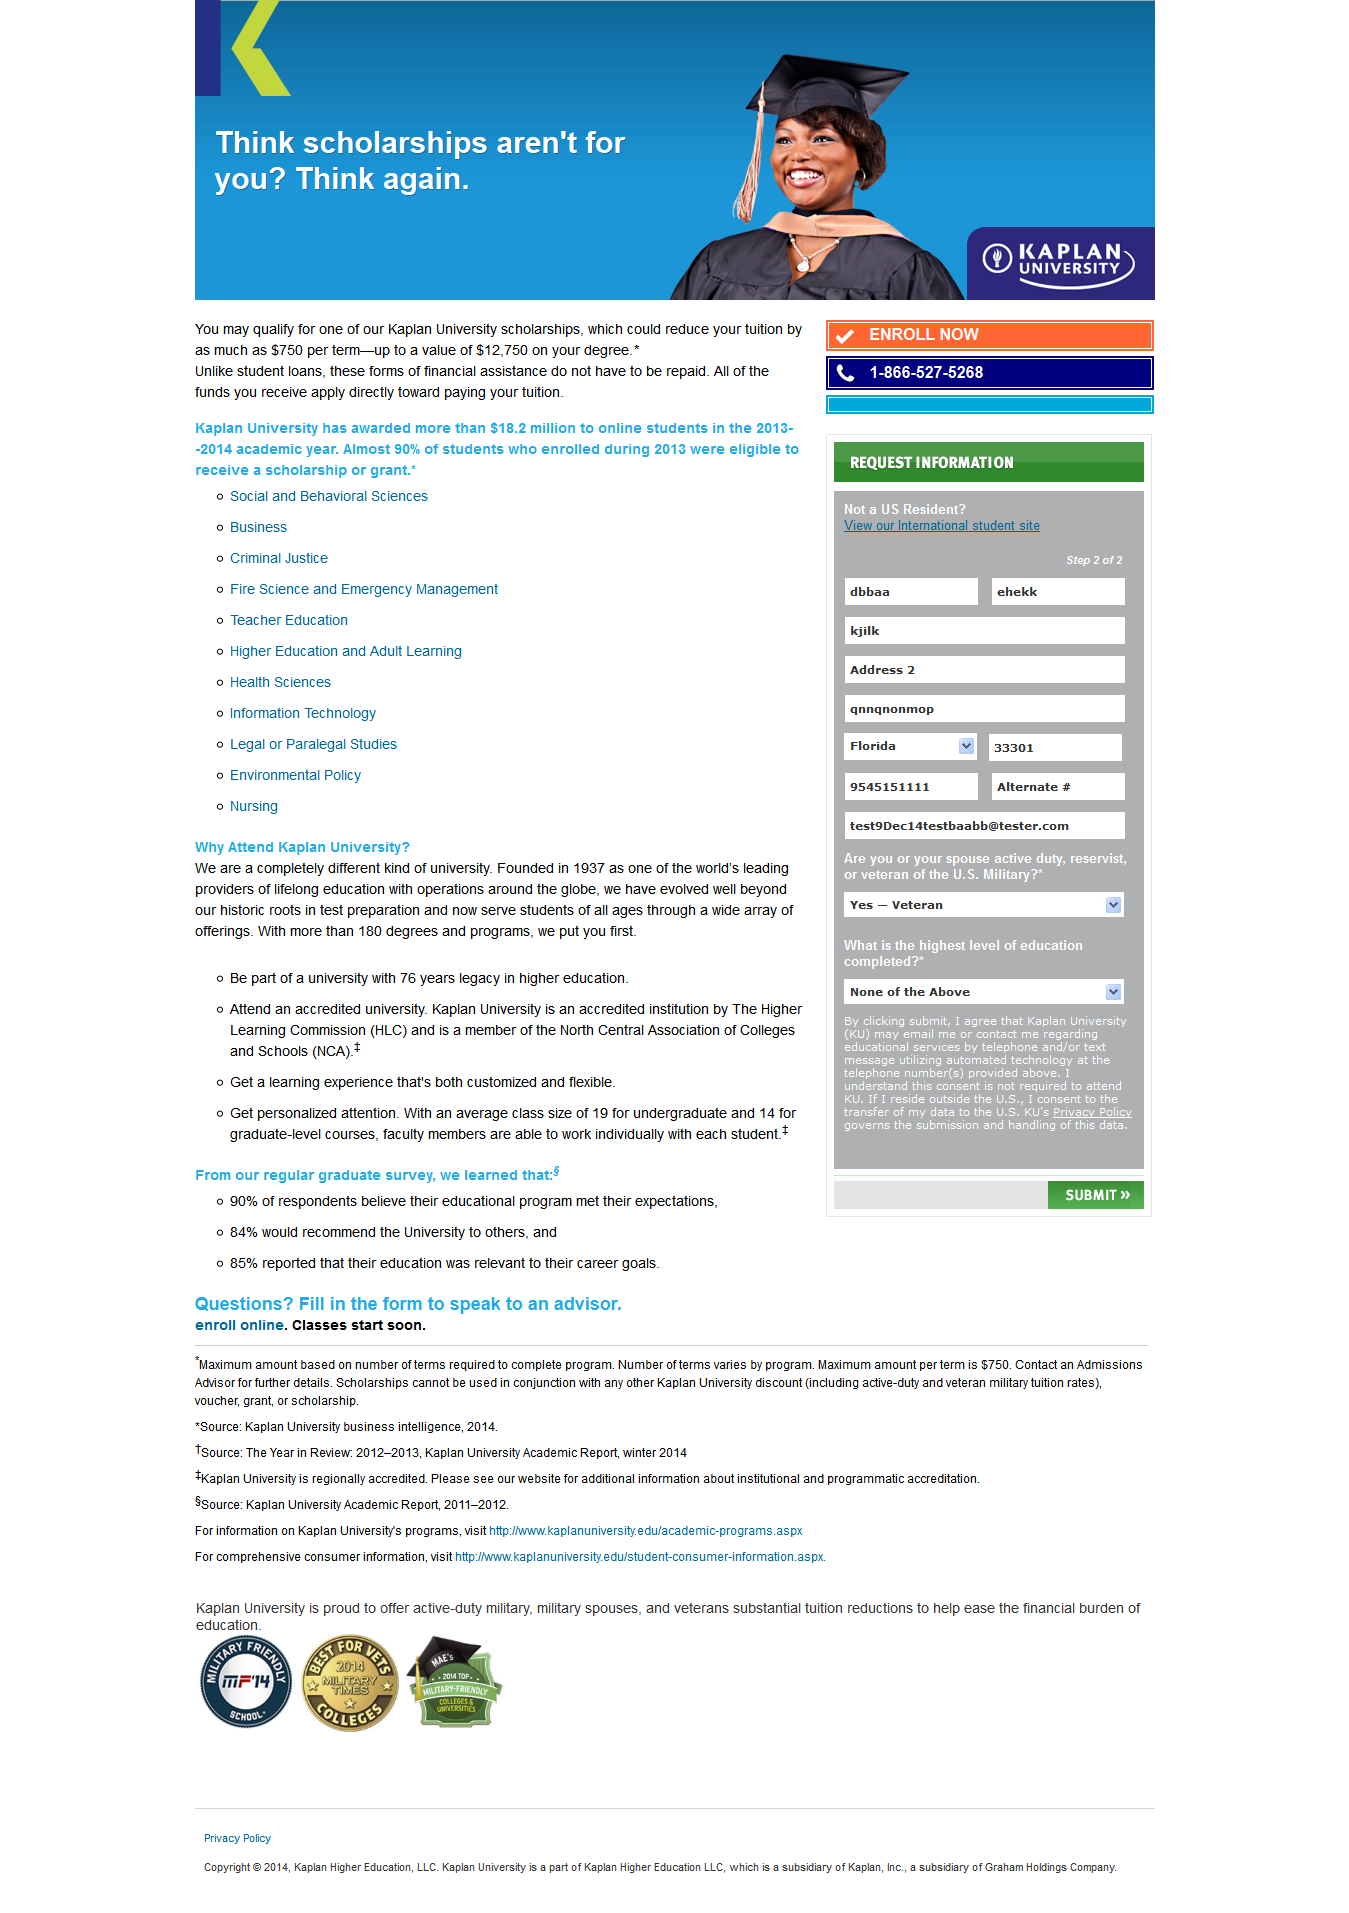 Think scholarships aren't for
you? Think again.
KAPLAN
UNIVERSITY
You may qualify for one of our Kaplan University scholarships, which could reduce your tuition by
as much as $750 per term—up to a value of $12,750 on your degree.*
Unlike student loans, these forms of financial assistance do not have to be repaid. All of the
funds you receive apply directly toward paying your tuition.
Kaplan University has awarded more than $18.2 million to online students in the 2013-
-2014 academic year. Almost 90% of students who enrolled during 2013 were eligible to
receive a scholarship or grant.*
Social and Behavioral Sciences
Business
Criminal Justice
Fire Science and Emergency Management
Teacher Education
Higher Education and Adult Learning
Health Sciences
Information Technology
Legal or Paralegal Studies
Environmental Policy
Nursing
Why Attend Kaplan University?
We are a completely different kind of university. Founded in 1937 as one of the world's leading
providers of lifelong education with operations around the globe, we have evolved well beyond
our historic roots in test preparation and now serve students of all ages through a wide array of
offerings. With more than 180 degrees and programs, we put you first.
Be part of a university with 76 years legacy in higher education.
Attend an accredited university. Kaplan University is an accredited institution by The Higher
Learning Commission (HLC) and is a member of the North Central Association of Colleges
and Schools (NCA).‡
Get a learning experience that's both customized and flexible.
Get personalized attention. With an average class size of 19 for undergraduate and 14 for
graduate-level courses, faculty members are able to work individually with each student.‡
From our regular graduate survey, we learned that:§
90% of respondents believe their educational program met their expectations,
84% would recommend the University to others, and
85% reported that their education was relevant to their career goals.
Questions? Fill in the form to speak to an advisor.
enroll online. Classes start soon.
ENROLL NOW
1-866-527-5268
REQUEST INFORMATION
Not a US Resident?
View our International student site
Step 2 of 2
dbbaa ehekk
kjilk
Address 2
qnnqnonmop
Florida 33301
9545151111 Alternate #
test9Dec14testbaabb@tester.com
Are you or your spouse active duty, reservist,
or veteran of the U.S. Military?*
Yes — Veteran
What is the highest level of education
completed?*
None of the Above
By clicking submit, I agree that Kaplan University
(KU) may email me or contact me regarding
educational services by telephone and/or text
message utilizing automated technology at the
telephone number(s) provided above. I
understand this consent is not required to attend
KU. If I reside outside the U.S., I consent to the
transfer of my data to the U.S. KU's Privacy Policy
governs the submission and handling of this data.
SUBMIT »
*Maximum amount based on number of terms required to complete program. Number of terms varies by program. Maximum amount per term is $750. Contact an Admissions
Advisor for further details. Scholarships cannot be used in conjunction with any other Kaplan University discount (including active-duty and veteran military tuition rates),
voucher, grant, or scholarship.
*Source: Kaplan University business intelligence, 2014.
†Source: The Year in Review: 2012–2013, Kaplan University Academic Report, winter 2014
‡Kaplan University is regionally accredited. Please see our website for additional information about institutional and programmatic accreditation.
§Source: Kaplan University Academic Report, 2011–2012.
For information on Kaplan University's programs, visit http://www.kaplanuniversity.edu/academic-programs.aspx
For comprehensive consumer information, visit http://www.kaplanuniversity.edu/student-consumer-information.aspx.
Kaplan University is proud to offer active-duty military, military spouses, and veterans substantial tuition reductions to help ease the financial burden of
education.
MILITARY FRIENDLY
MF'14
SCHOOL®
BEST FOR VETS
2014
MILITARY
TIMES
COLLEGES
MAE's
2014 TOP
MILITARY-FRIENDLY
COLLEGES &
UNIVERSITIES
Privacy Policy
Copyright © 2014, Kaplan Higher Education, LLC. Kaplan University is a part of Kaplan Higher Education LLC, which is a subsidiary of Kaplan, Inc., a subsidiary of Graham Holdings Company.